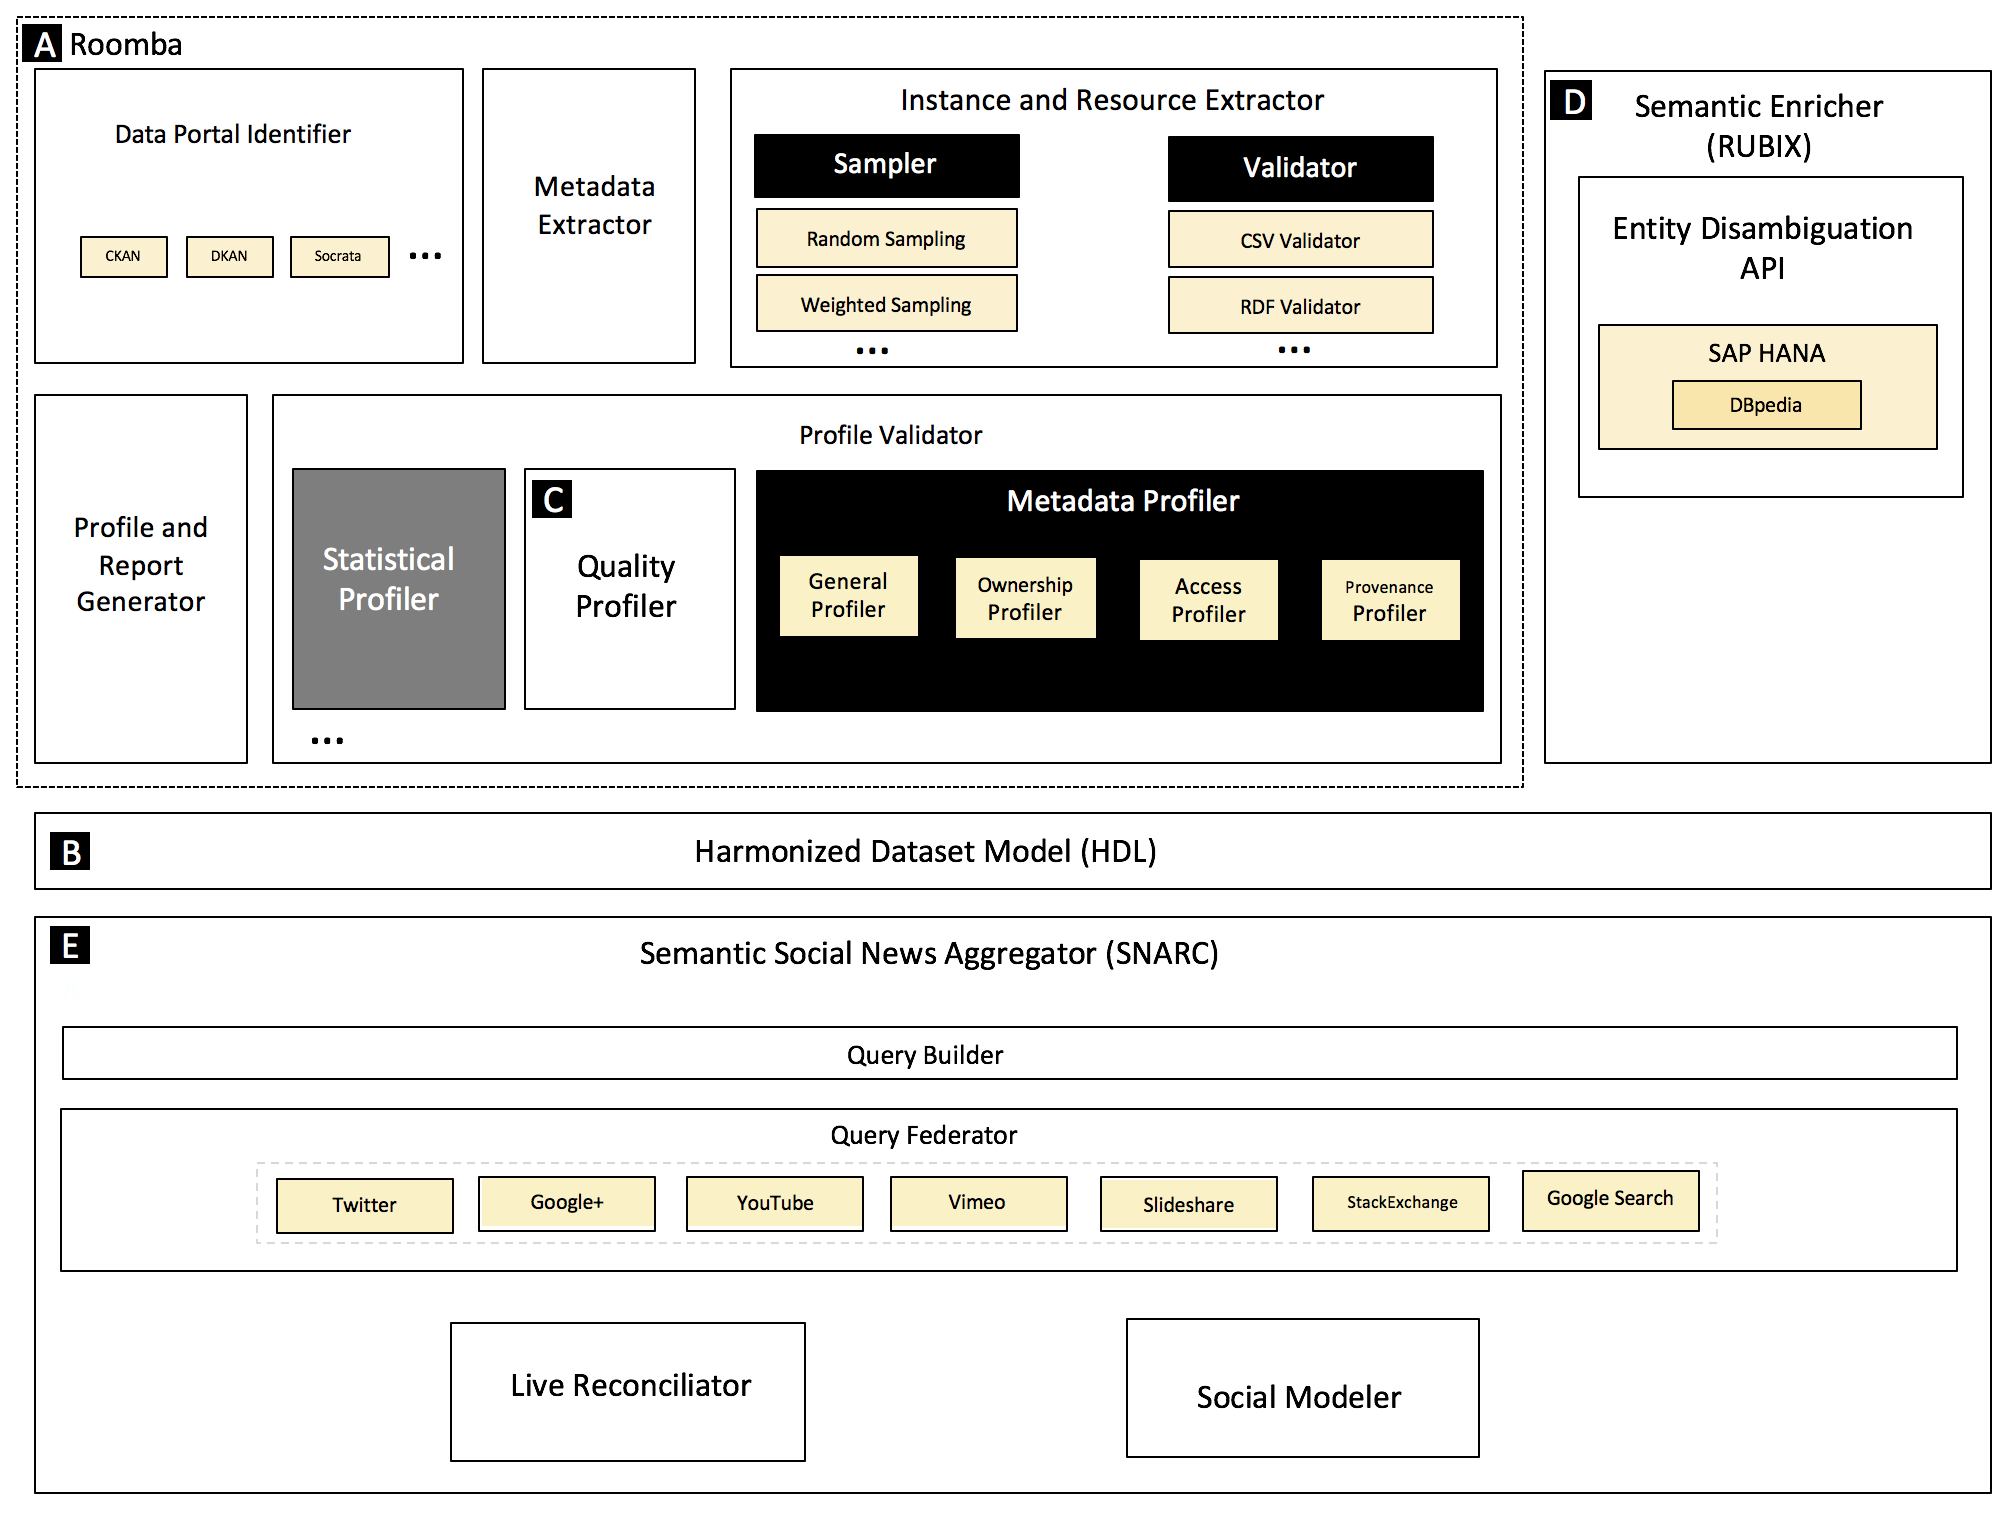 A Roomba
Data Portal Identifier
CKAN
DKAN
Socrata
...
Metadata
Extractor
Instance and Resource Extractor
Sampler
Random Sampling
Weighted Sampling
...
Validator
CSV Validator
RDF Validator
...
Profile and
Report
Generator
Profile Validator
Statistical
Profiler
...
C
Quality
Profiler
Metadata Profiler
General
Profiler
Ownership
Profiler
Access
Profiler
Provenance
Profiler
D
Semantic Enricher
(RUBIX)
Entity Disambiguation
API
SAP HANA
DBpedia
B
Harmonized Dataset Model (HDL)
E
Semantic Social News Aggregator (SNARC)
Query Builder
Query Federator
Twitter
Google+
YouTube
Vimeo
Slideshare
StackExchange
Google Search
Live Reconciliator
Social Modeler